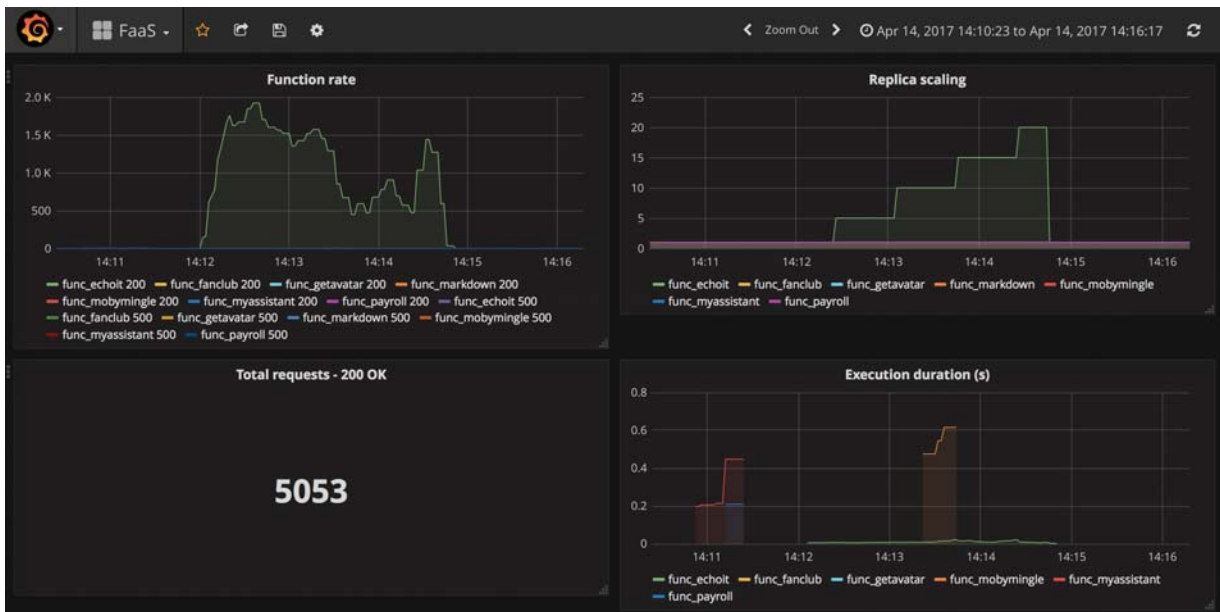 FaaS
Zoom Out
Apr 14, 2017 14:10:23 to Apr 14, 2017 14:16:17
Function rate
2.0 K
1.5 K
1.0 K
500
0
14:11 14:12 14:13 14:14 14:15 14:16
func_echoit 200 func_fanclub 200 func_getavatar 200 func_markdown 200
func_mobymingle 200 func_myassistant 200 func_payroll 200 func_echoit 500
func_fanclub 500 func_getavatar 500 func_markdown 500 func_mobymingle 500
func_myassistant 500 func_payroll 500
Replica scaling
25
20
15
10
5
0
14:11 14:12 14:13 14:14 14:15 14:16
func_echoit func_fanclub func_getavatar func_markdown func_mobymingle
func_myassistant func_payroll
Total requests - 200 OK
5053
Execution duration (s)
0.8
0.6
0.4
0.2
0
14:11 14:12 14:13 14:14 14:15 14:16
func_echoit func_fanclub func_getavatar func_mobymingle func_myassistant
func_payroll